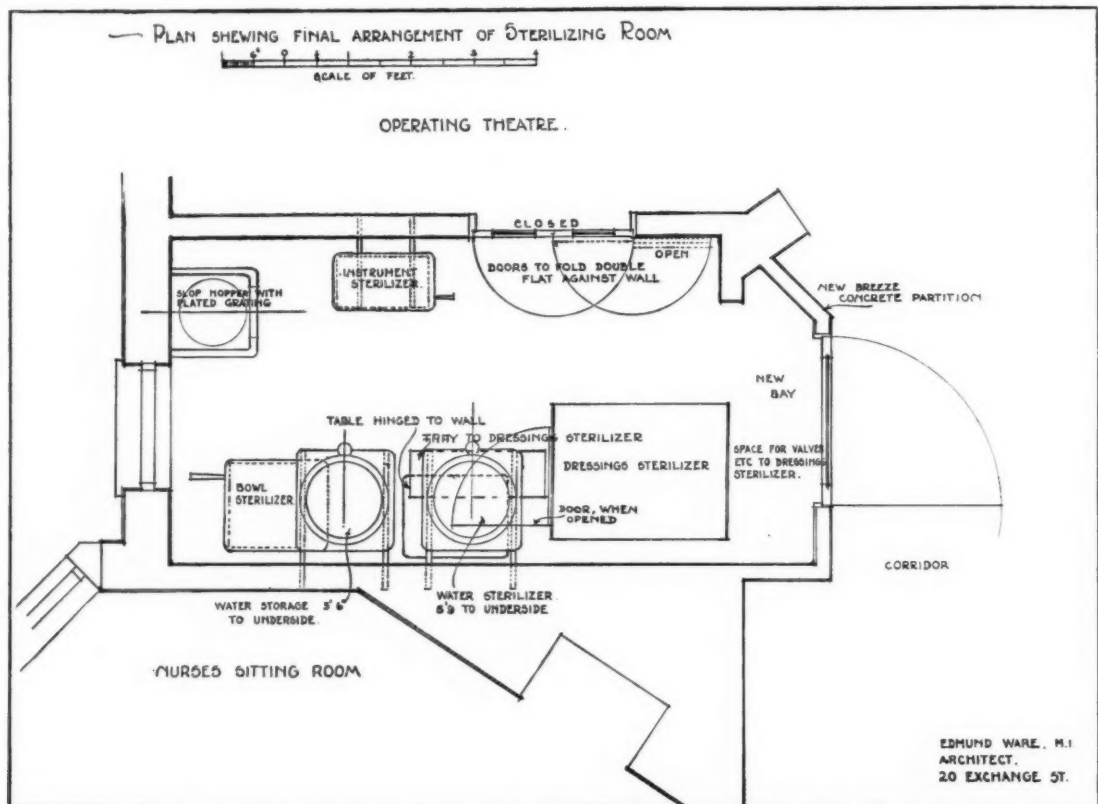 — PLAN SHEWING FINAL ARRANGEMENT OF STERILIZING ROOM
SCALE OF FEET.
OPERATING THEATRE.
CLOSED
OPEN
DOORS TO FOLD DOUBLE
FLAT AGAINST WALL
INSTRUMENT
STERILIZER.
SLOP HOPPER WITH
PLATED GRATING
NEW BREEZE
CONCRETE PARTITION
NEW
BAY
TABLE HINGED TO WALL
TRAY TO DRESSINGS STERILIZER
DRESSINGS STERILIZER
SPACE FOR VALVES
ETC TO DRESSINGS
STERILIZER.
BOWL
STERILIZER
DOOR, WHEN
OPENED
CORRIDOR
WATER STORAGE
TO UNDERSIDE.
WATER STERILIZER
TO UNDERSIDE
NURSES SITTING ROOM
EDMUND WARE, M.I.
ARCHITECT.
20 EXCHANGE ST.